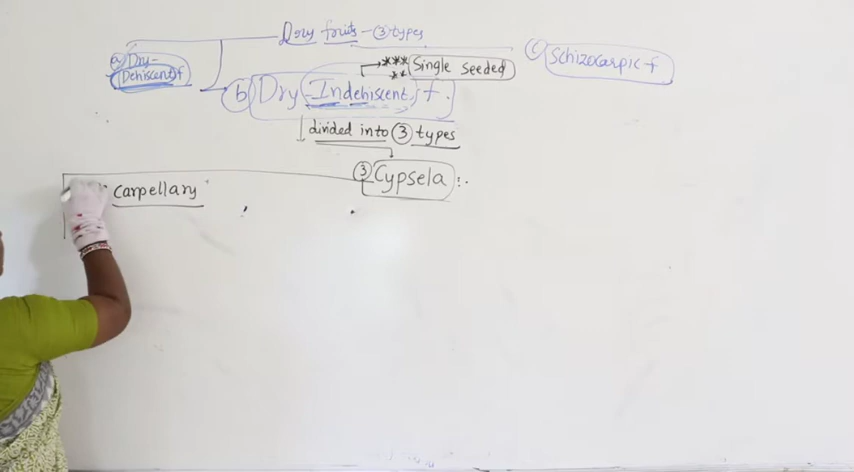 Dry fruits - ③ types
a) Dry-
Dehiscent f
*** Single seeded
**
c) Schizocarpic f
b) Dry - Indehiscent f.
divided into ③ types
③ Cypsela :.
Carpellary